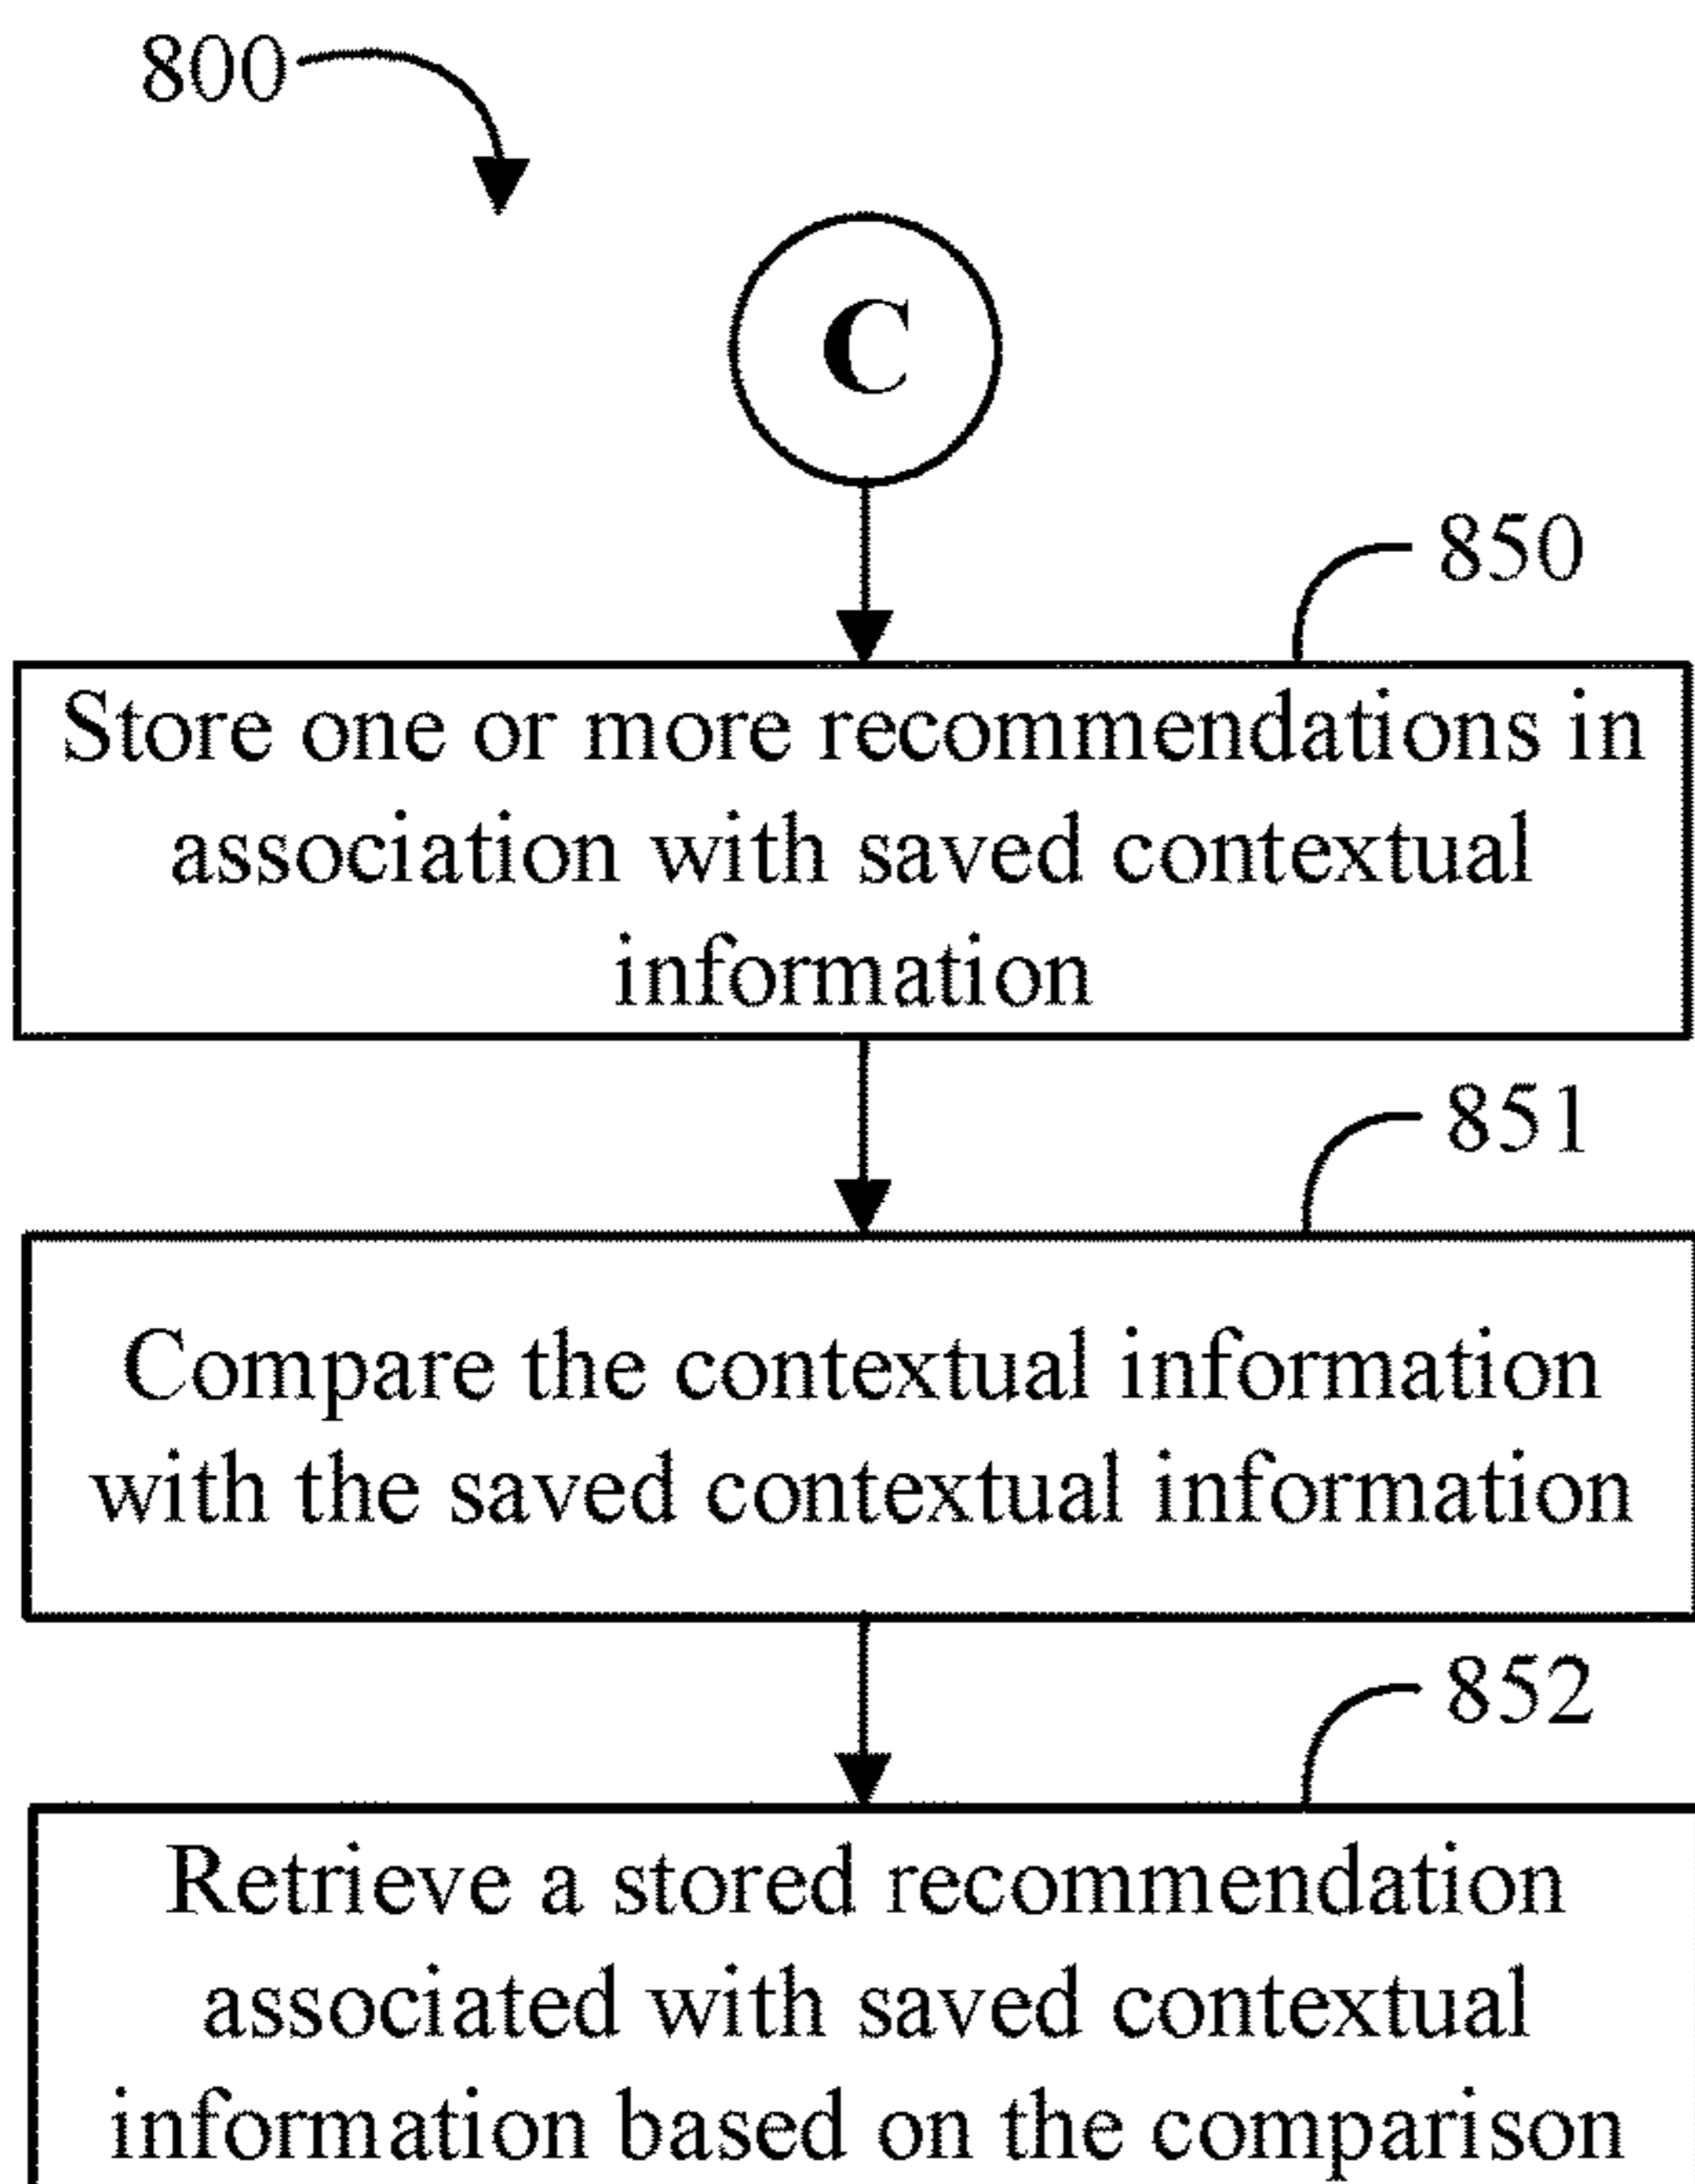 800
C
850
Store one or more recommendations in
association with saved contextual
information
851
Compare the contextual information
with the saved contextual information
852
Retrieve a stored recommendation
associated with saved contextual
information based on the comparison